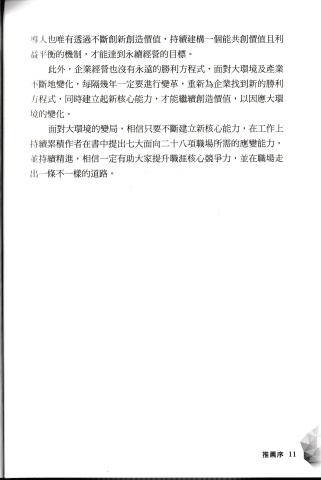 導人也唯有透過不斷創新創造價值，持續建構一個能共創價值且利
益平衡的機制，才能達到永續經營的目標。
此外，企業經營也沒有永遠的勝利方程式，面對大環境及產業
不斷地變化，每隔幾年一定要進行變革，重新為企業找到新的勝利
方程式，同時建立起新核心能力，才能繼續創造價值，以因應大環
境的變化。
面對大環境的變局，相信只要不斷建立新核心能力，在工作上
持續累積作者在書中提出七大面向二十八項職場所需的應變能力，
並持續精進，相信一定有助大家提升職涯核心競爭力，並在職場走
出一條不一樣的道路。
推薦序 11